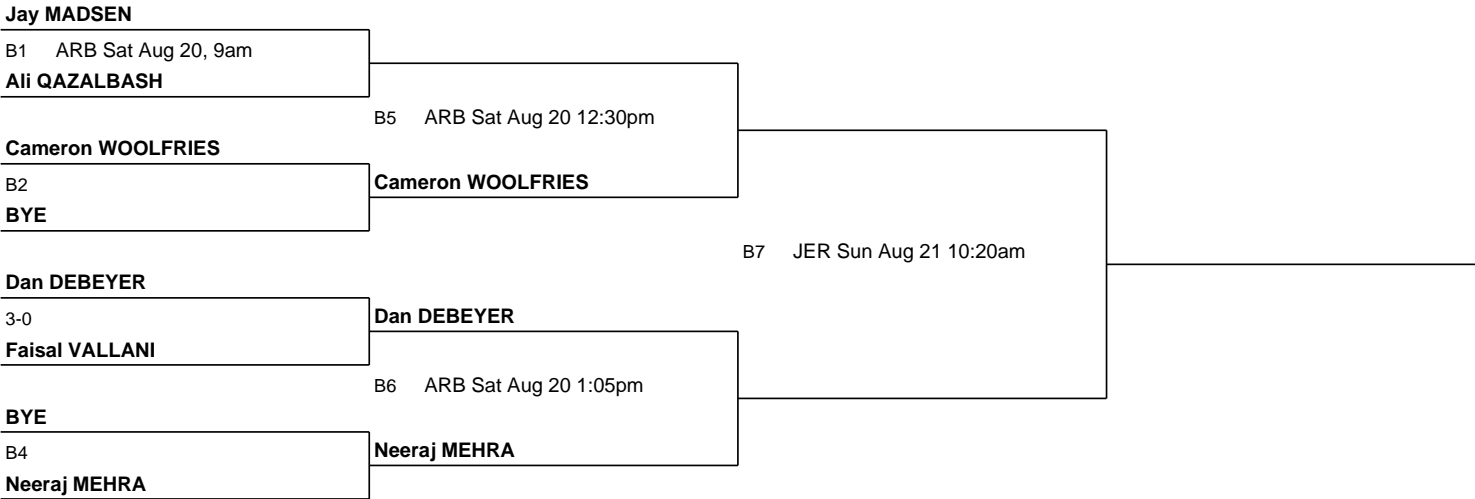 Jay MADSEN
B1 ARB Sat Aug 20, 9am
Ali QAZALBASH
B5 ARB Sat Aug 20 12:30pm
Cameron WOOLFRIES
B2
Cameron WOOLFRIES
BYE
B7 JER Sun Aug 21 10:20am
Dan DEBEYER
3-0
Dan DEBEYER
Faisal VALLANI
B6 ARB Sat Aug 20 1:05pm
BYE
B4
Neeraj MEHRA
Neeraj MEHRA